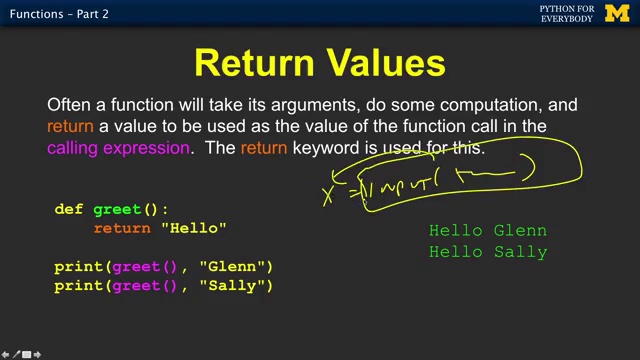 Functions – Part 2
PYTHON FOR
EVERYBODY
M
Return Values
Often a function will take its arguments, do some computation, and
return a value to be used as the value of the function call in the
calling expression.  The return keyword is used for this.
x = input(        )
def greet():
    return "Hello"
Hello Glenn
Hello Sally
print(greet(), "Glenn")
print(greet(), "Sally")